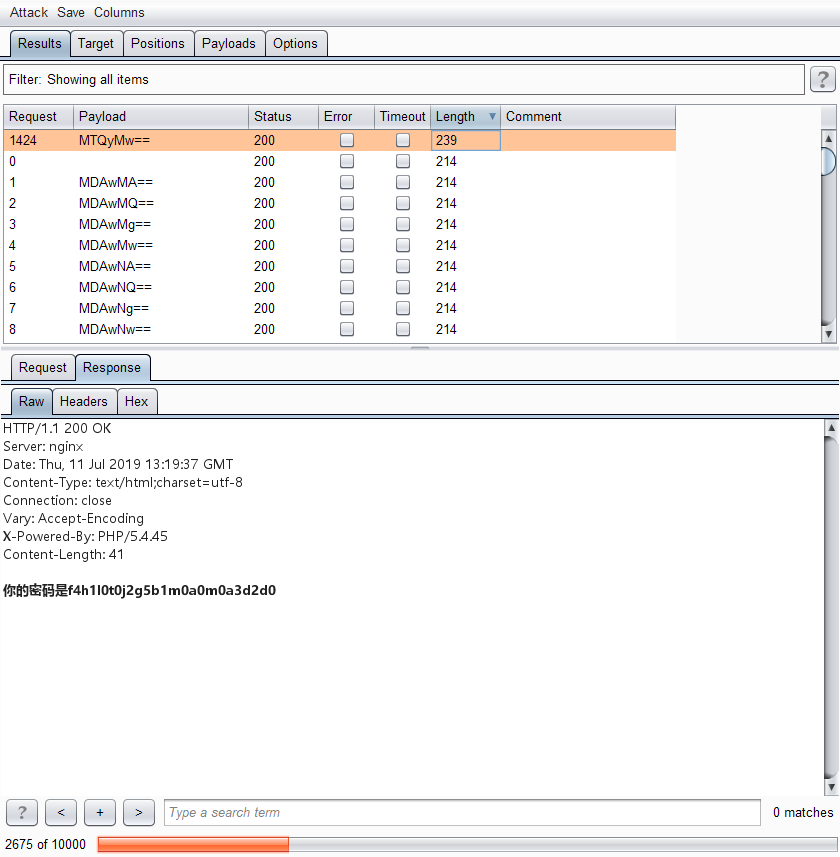 Attack Save Columns
Results Target Positions Payloads Options
Filter: Showing all items ?
Request Payload Status Error Timeout Length Comment
1424 MTQyMw== 200 239
0 200 214
1 MDAwMA== 200 214
2 MDAwMQ== 200 214
3 MDAwMg== 200 214
4 MDAwMw== 200 214
5 MDAwNA== 200 214
6 MDAwNQ== 200 214
7 MDAwNg== 200 214
8 MDAwNw== 200 214
Request Response
Raw Headers Hex
HTTP/1.1 200 OK
Server: nginx
Date: Thu, 11 Jul 2019 13:19:37 GMT
Content-Type: text/html;charset=utf-8
Connection: close
Vary: Accept-Encoding
X-Powered-By: PHP/5.4.45
Content-Length: 41
你的密码是f4h1l0t0j2g5b1m0a0m0a3d2d0
? < + > Type a search term 0 matches
2675 of 10000